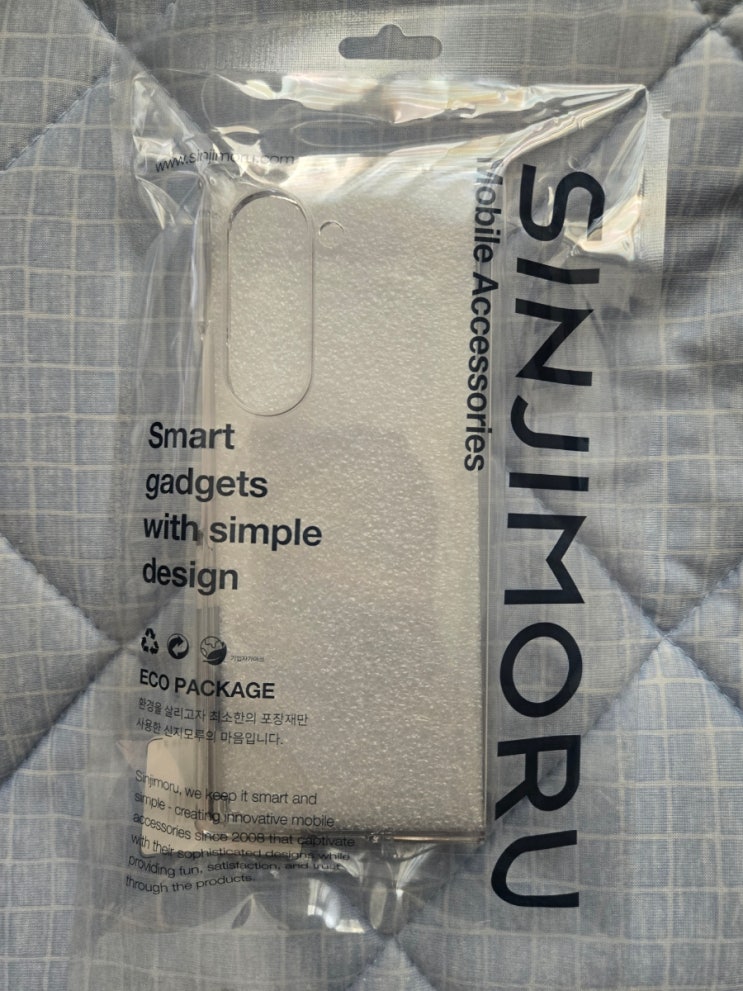 www.sinjimoru.com
SINJIMORU
Mobile Accessories
Smart
gadgets
with simple
design
ECO PACKAGE
환경을 살리고자 최소한의 포장재만
사용한 신지모루의 마음입니다.
Sinjimoru, we keep it smart and
simple - creating innovative mobile
accessories since 2008 that captivate
with their sophisticated designs, while
providing fun, satisfaction, and trust
through the products.